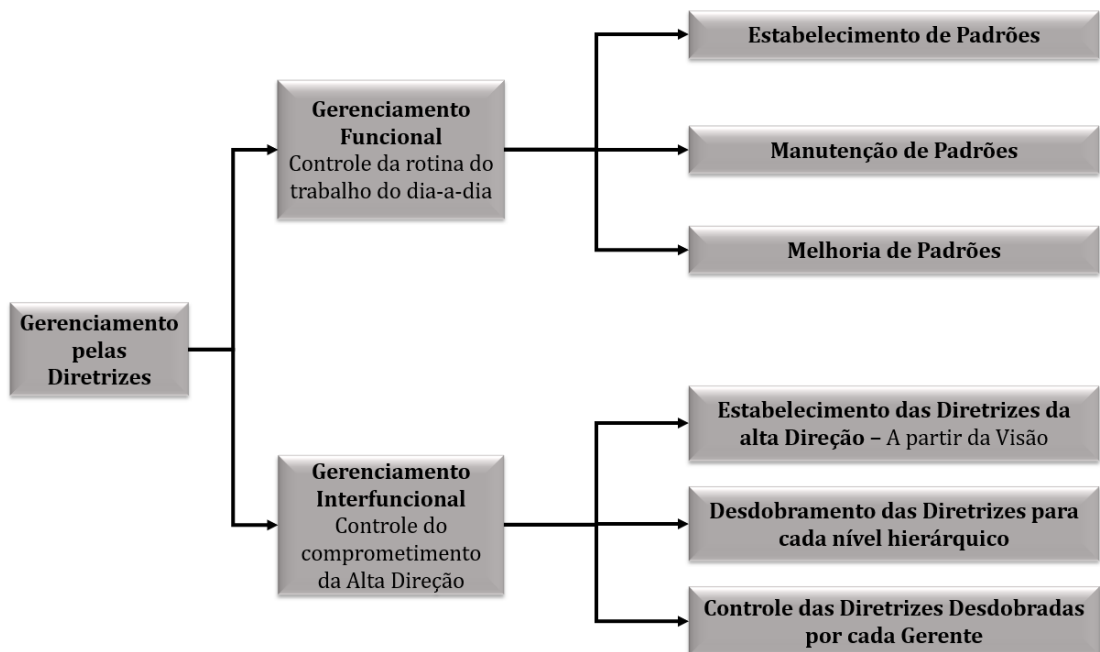 Gerenciamento
pelas
Diretrizes
Gerenciamento
Funcional
Controle da rotina do
trabalho do dia-a-dia
Estabelecimento de Padrões
Manutenção de Padrões
Melhoria de Padrões
Gerenciamento
Interfuncional
Controle do
comprometimento
da Alta Direção
Estabelecimento das Diretrizes da
alta Direção – A partir da Visão
Desdobramento das Diretrizes para
cada nível hierárquico
Controle das Diretrizes Desdobradas
por cada Gerente